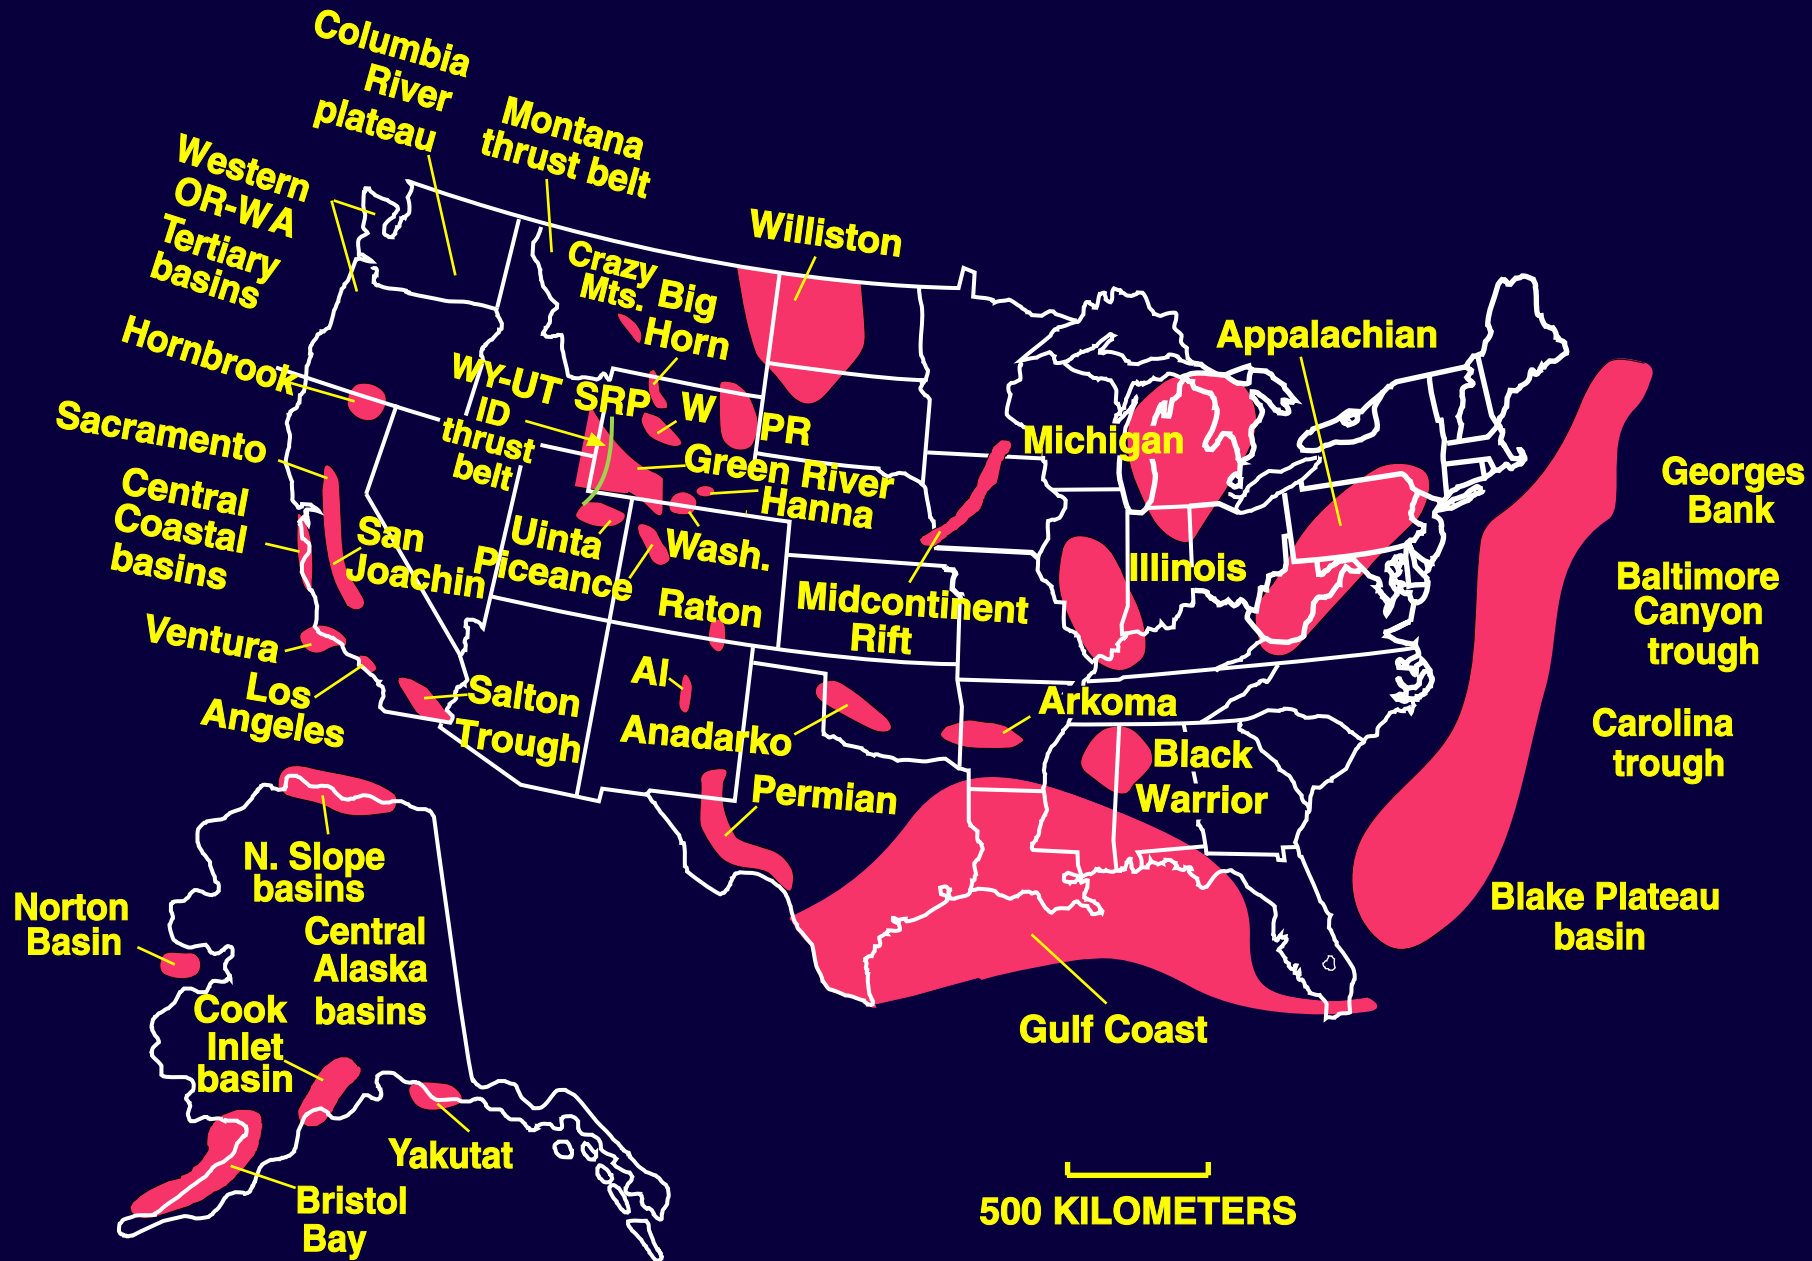 Columbia
River
plateau
Montana
thrust belt
Western
OR-WA
Tertiary
basins
Williston
Crazy
Mts.
Big
Horn
Hornbrook
Appalachian
WY-UT
ID
thrust
belt
SRP
W
PR
Sacramento
Michigan
Green River
Hanna
Georges
Bank
Central
Coastal
basins
San
Joachin
Uinta
Piceance
Wash.
Illinois
Baltimore
Canyon
trough
Raton
Midcontinent
Rift
Ventura
Los
Angeles
Salton
Trough
Al
Anadarko
Arkoma
Carolina
trough
Black
Warrior
Permian
N. Slope
basins
Blake Plateau
basin
Norton
Basin
Central
Alaska
basins
Cook
Inlet
basin
Gulf Coast
Yakutat
Bristol
Bay
500 KILOMETERS